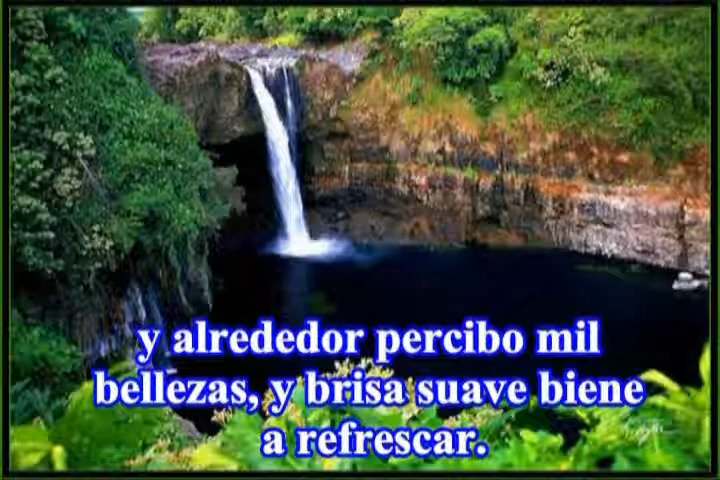 y alrededor percibo mil
bellezas, y brisa suave biene
a refrescar.